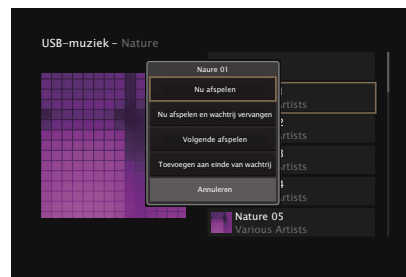 USB-muziek – Nature
Naure 01
Nu afspelen
Nu afspelen en wachtrij vervangen
Volgende afspelen
Toevoegen aan einde van wachtrij
Annuleren
Nature 05
Various Artists